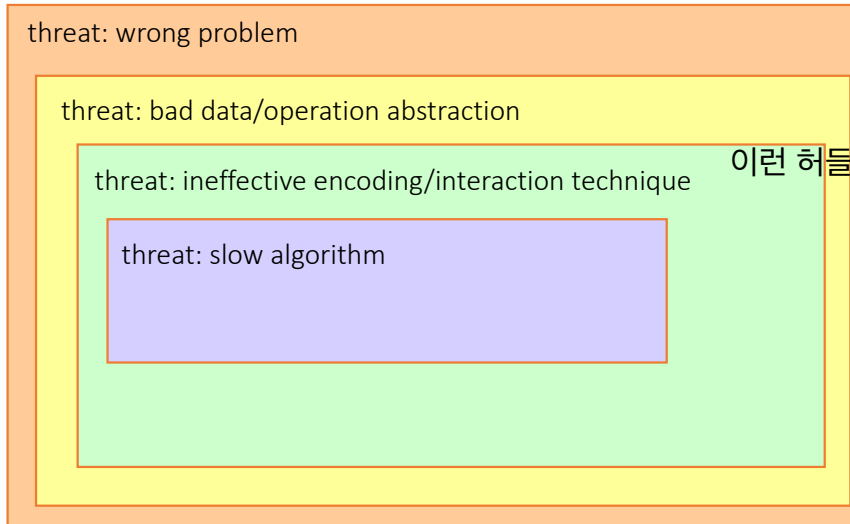 threat: wrong problem
threat: bad data/operation abstraction
이런 허들
threat: ineffective encoding/interaction technique
threat: slow algorithm